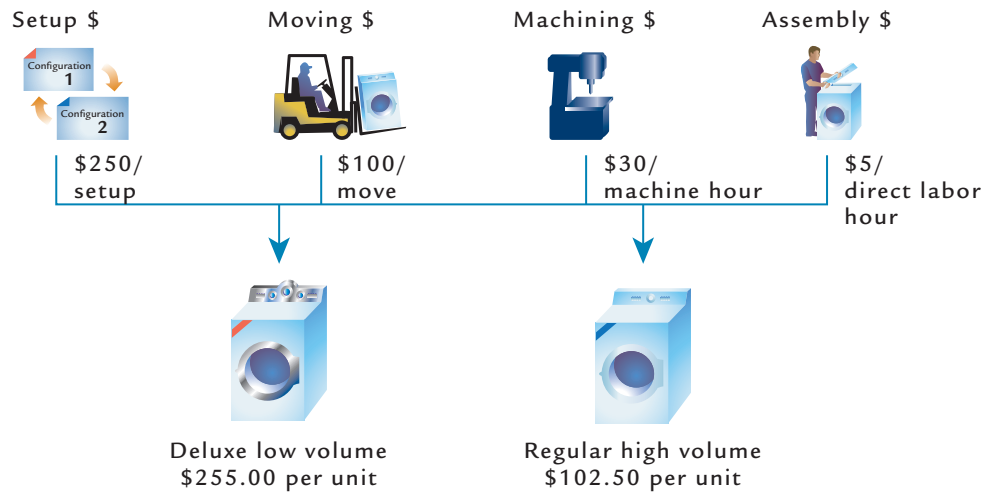 Setup $
Moving $
Machining $
Assembly $
Configuration
1
Configuration
2
$250/
setup
$100/
move
$30/
machine hour
$5/
direct labor
hour
Deluxe low volume
$255.00 per unit
Regular high volume
$102.50 per unit